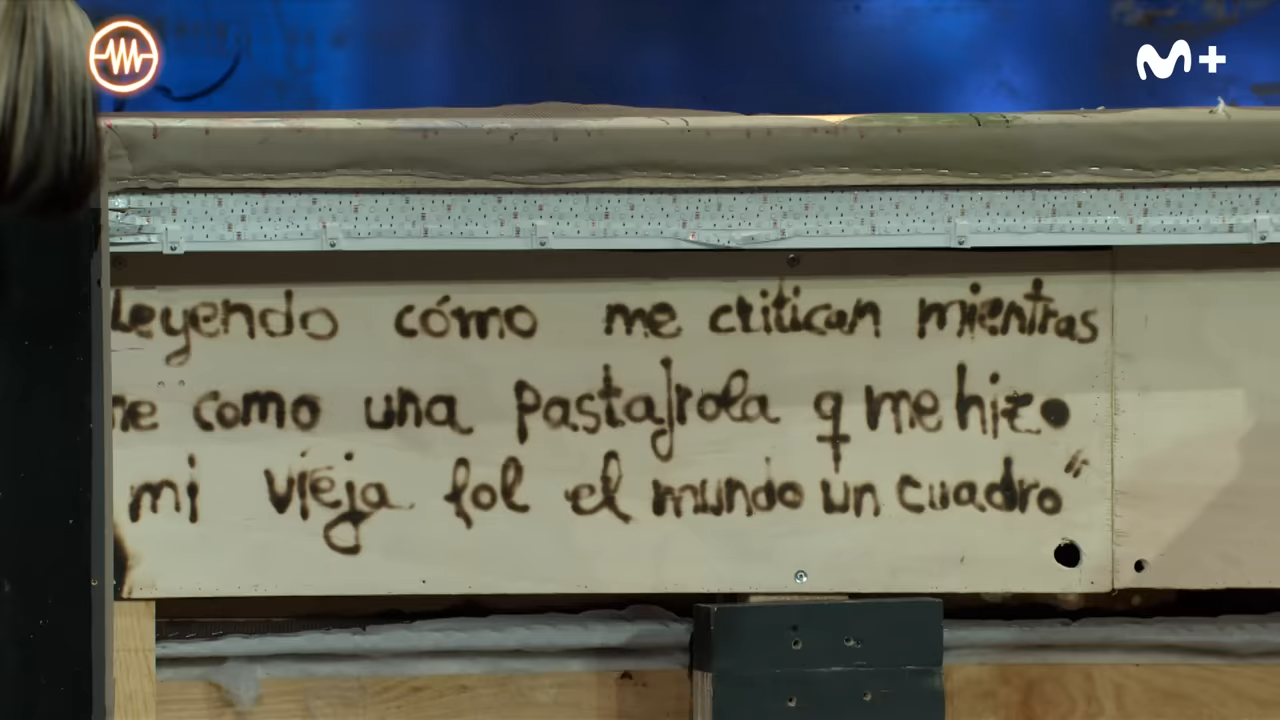 M+
leyendo cómo me critican mientras
me como una pastafrola q me hizo
mi vieja fol el mundo un cuadro"